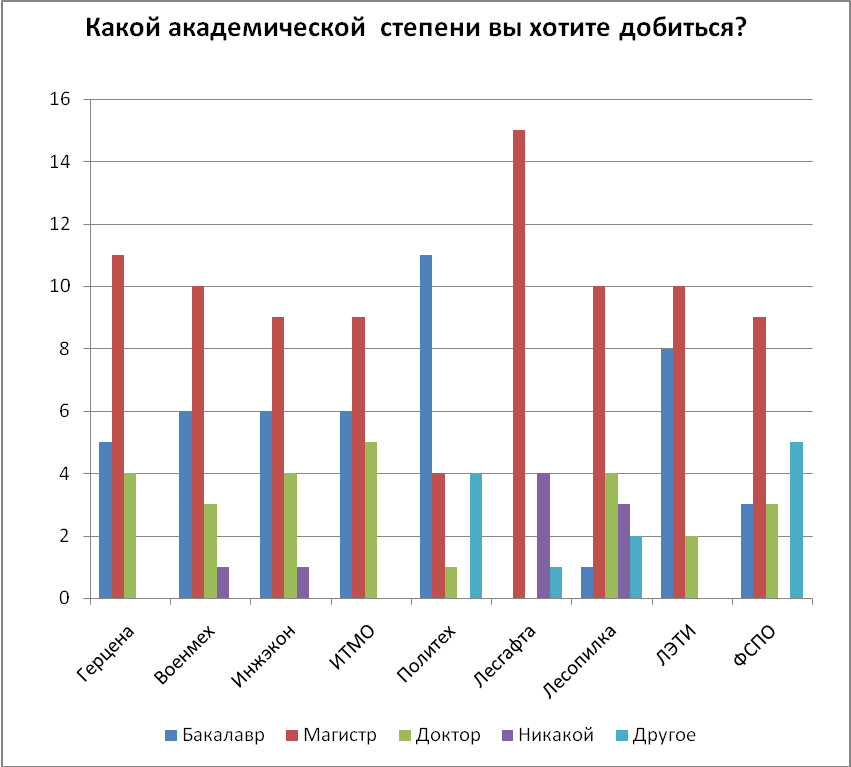 Какой академической степени вы хотите добиться?
16
14
12
10
8
6
4
2
0
Герцена
Военмех
Инжэкон
ИТМО
Политех
Лесгафта
Лесопилка
ЛЭТИ
ФСПО
Бакалавр Магистр Доктор Никакой Другое